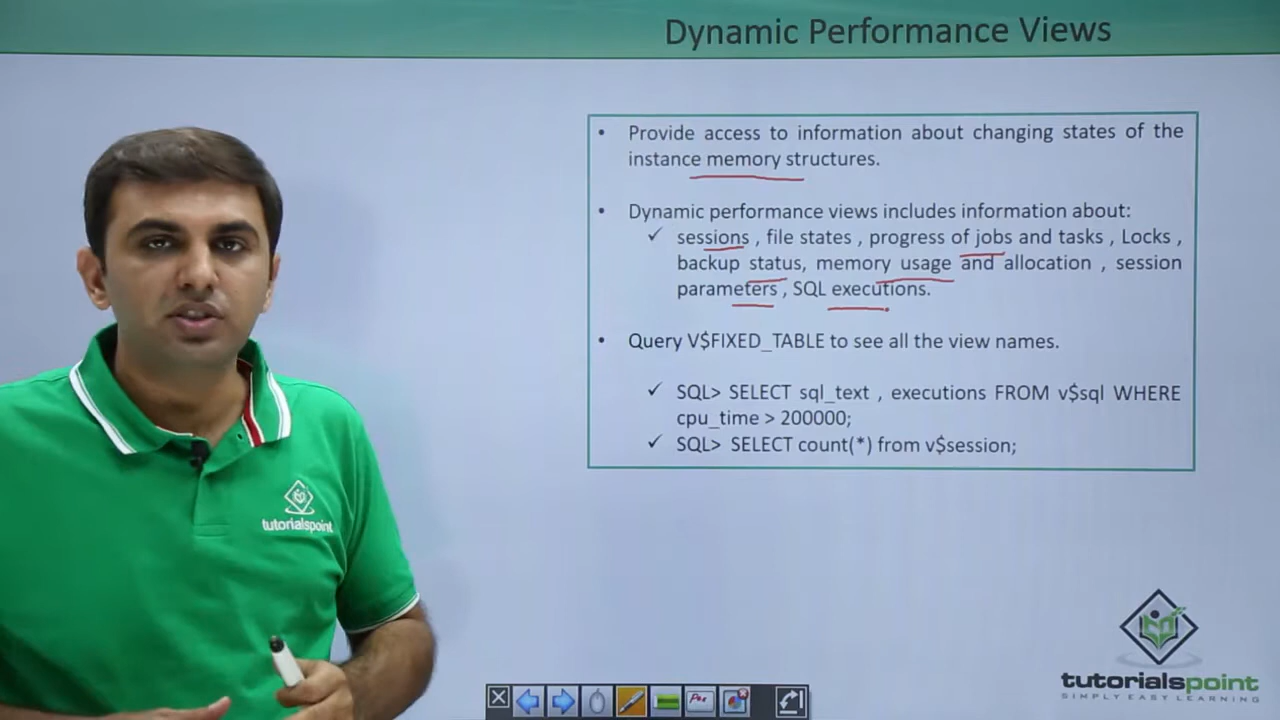 Dynamic Performance Views
• Provide access to information about changing states of the
instance memory structures.
• Dynamic performance views includes information about:
✓ sessions , file states , progress of jobs and tasks , Locks ,
backup status, memory usage and allocation , session
parameters , SQL executions.
• Query V$FIXED_TABLE to see all the view names.
✓ SQL> SELECT sql_text , executions FROM v$sql WHERE
cpu_time > 200000;
✓ SQL> SELECT count(*) from v$session;
tutorialspoint
tutorialspoint
SIMPLY EASY LEARNING